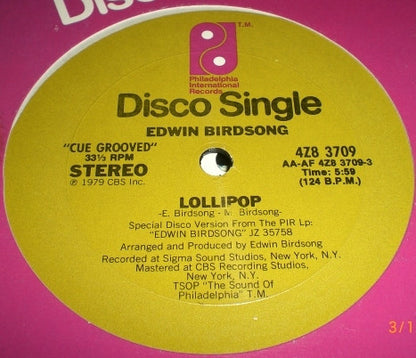 Disco
T.M.
Philadelphia
International
Records
Disco Single
EDWIN BIRDSONG
"CUE GROOVED"
33⅓ RPM
STEREO
℗ 1979 CBS Inc.
4Z8 3709
AA-AF 4Z8 3709-3
Time: 5:59
(124 B.P.M.)
LOLLIPOP
-E. Birdsong - M. Birdsong-
Special Disco Version From The PIR Lp:
"EDWIN BIRDSONG" JZ 35758
Arranged and Produced by Edwin Birdsong
Recorded at Sigma Sound Studios, New York, N.Y.
Mastered at CBS Recording Studios,
New York, N.Y.
TSOP "The Sound Of
Philadelphia" T.M.
3/1